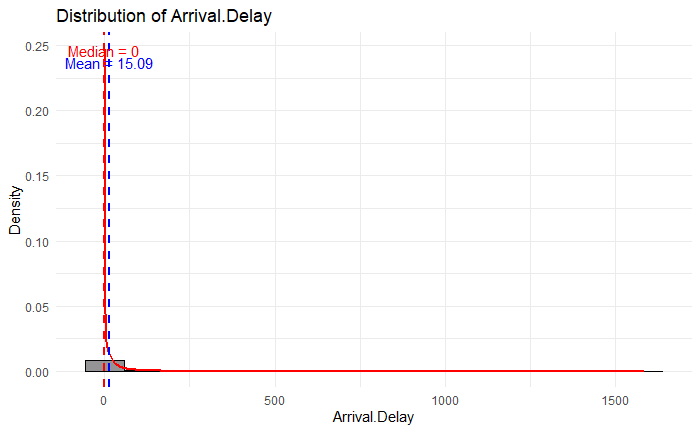 Distribution of Arrival.Delay
0.25
Median = 0
Mean = 15.09
0.20
0.15
Density
0.10
0.05
0.00
0
500
1000
1500
Arrival.Delay